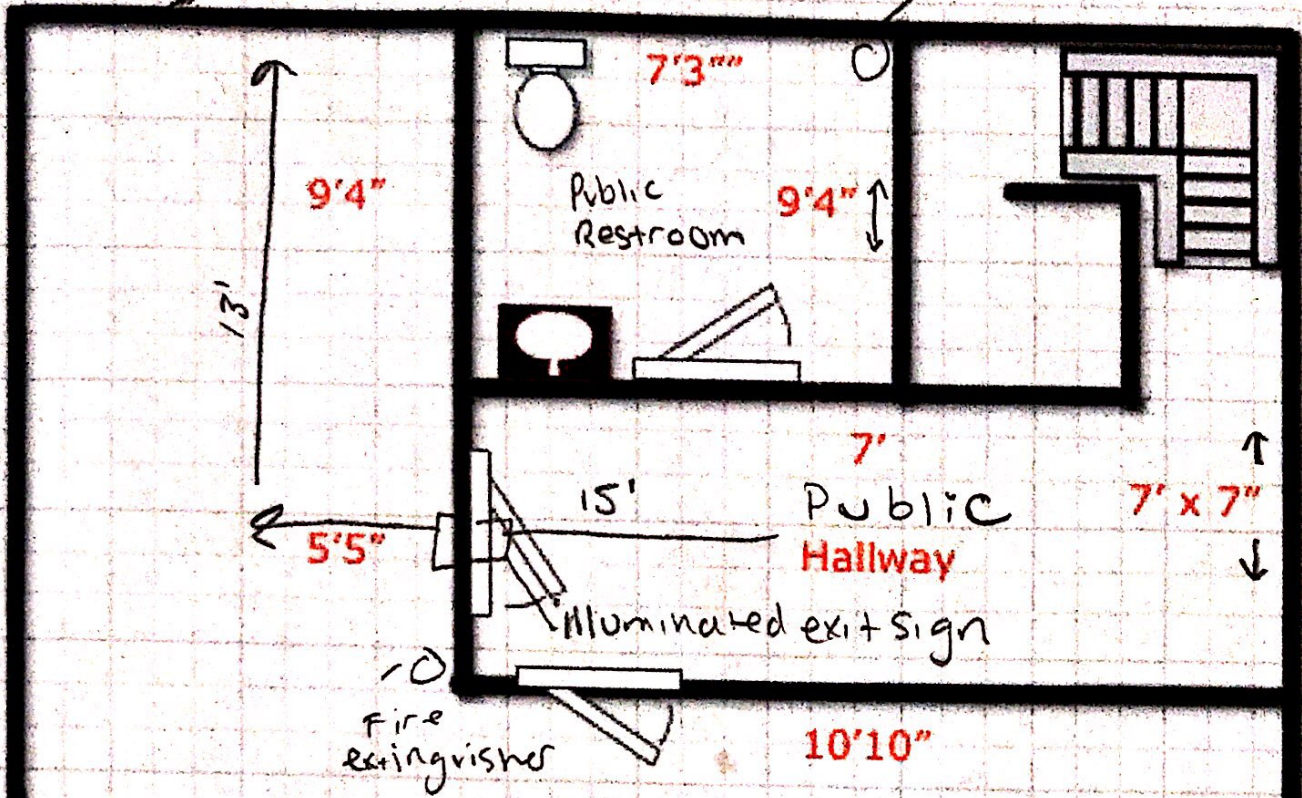 7'3""
9'4"
Public
9'4"
Restroom
13'
7'
15'
Public
7' x 7"
5'5"
Hallway
Illuminated exit sign
Fire
extinguisher
10'10"